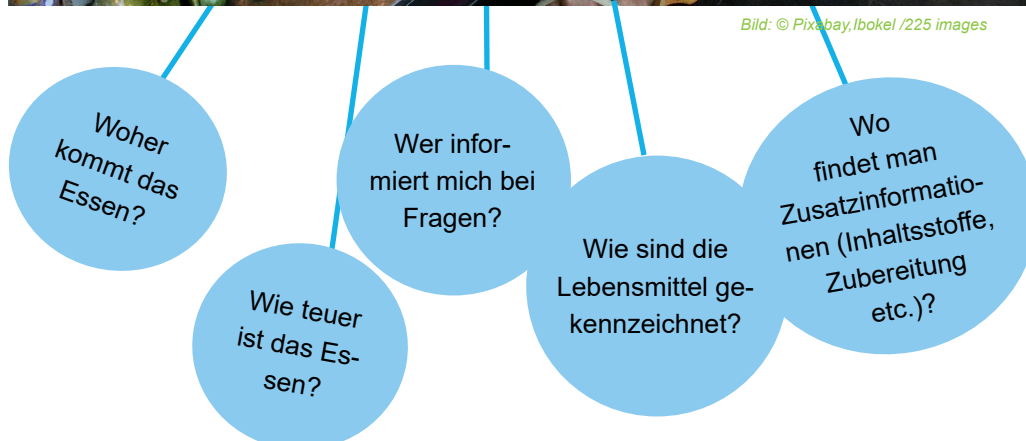 Bild: © Pixabay,Ibokel /225 images
Woher
kommt das
Essen?
Wie teuer
ist das Es-
sen?
Wer infor-
miert mich bei
Fragen?
Wie sind die
Lebensmittel ge-
kennzeichnet?
Wo
findet man
Zusatzinformatio-
nen (Inhaltsstoffe,
Zubereitung
etc.)?